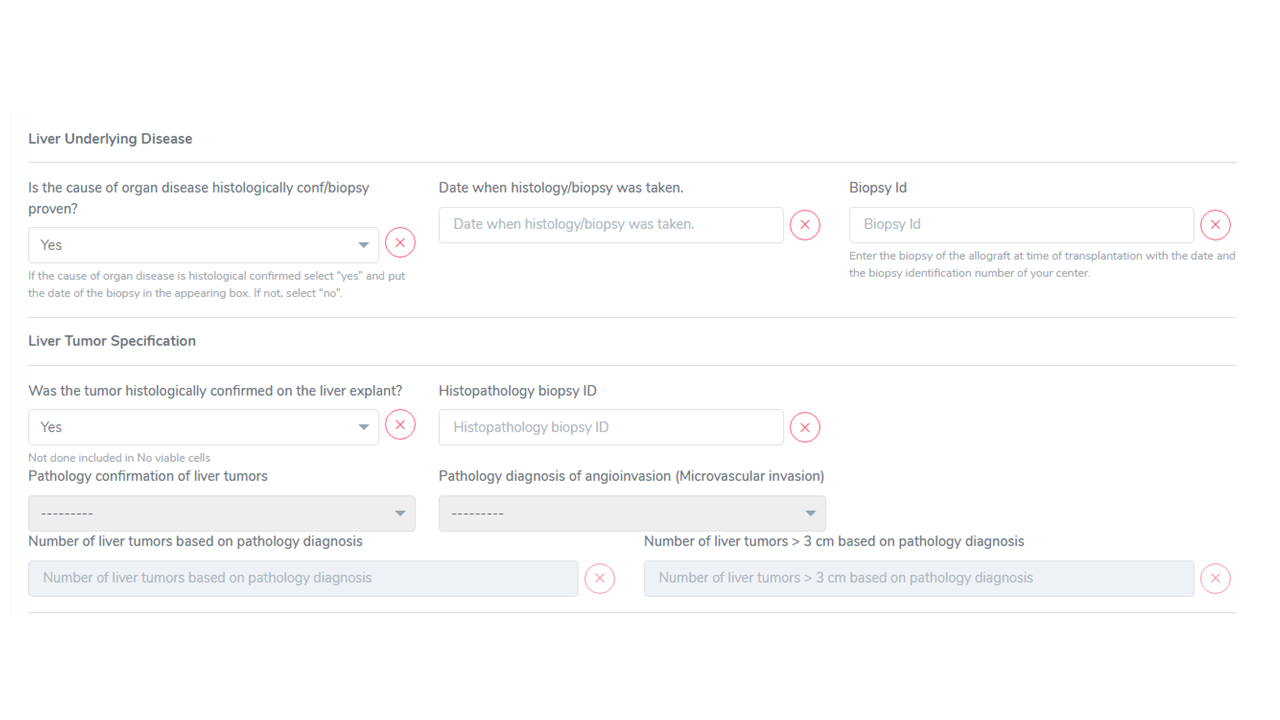 Liver Underlying Disease
Is the cause of organ disease histologically conf/biopsy
proven?
Yes
If the cause of organ disease is histological confirmed select "yes" and put
the date of the biopsy in the appearing box. If not, select "no".
Date when histology/biopsy was taken.
Date when histology/biopsy was taken.
Biopsy Id
Biopsy Id
Enter the biopsy of the allograft at time of transplantation with the date and
the biopsy identification number of your center.
Liver Tumor Specification
Was the tumor histologically confirmed on the liver explant?
Yes
Not done included in No viable cells
Histopathology biopsy ID
Histopathology biopsy ID
Pathology confirmation of liver tumors
---------
Pathology diagnosis of angioinvasion (Microvascular invasion)
---------
Number of liver tumors based on pathology diagnosis
Number of liver tumors based on pathology diagnosis
Number of liver tumors > 3 cm based on pathology diagnosis
Number of liver tumors > 3 cm based on pathology diagnosis